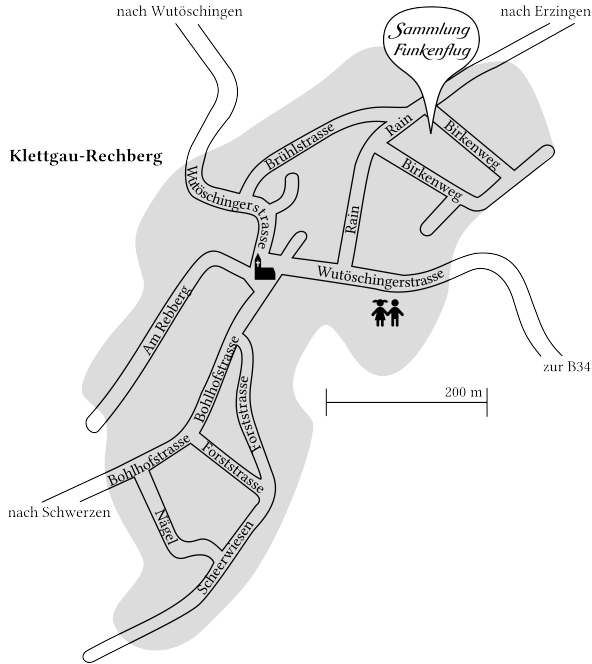 nach Wutöschingen
nach Erzingen
Sammlung
Funkenflug
Klettgau-Rechberg
Brühlstrasse
Rain
Birkenweg
Birkenweg
Wutöschingerstrasse
Rain
Wutöschingerstrasse
Am Rebberg
zur B34
200 m
Bohlhofstrasse
Forststrasse
Bohlhofstrasse
Forststrasse
nach Schwerzen
Nägel
Scheerwiesen